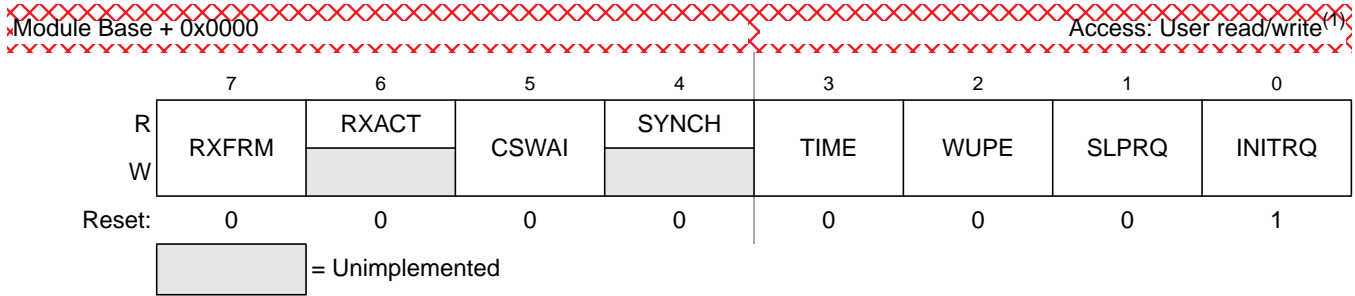 Module Base + 0x0000 Access: User read/write(1)
7 6 5 4 3 2 1 0
R RXFRM RXACT CSWAI SYNCH TIME WUPE SLPRQ INITRQ
W
Reset: 0 0 0 0 0 0 0 1
= Unimplemented